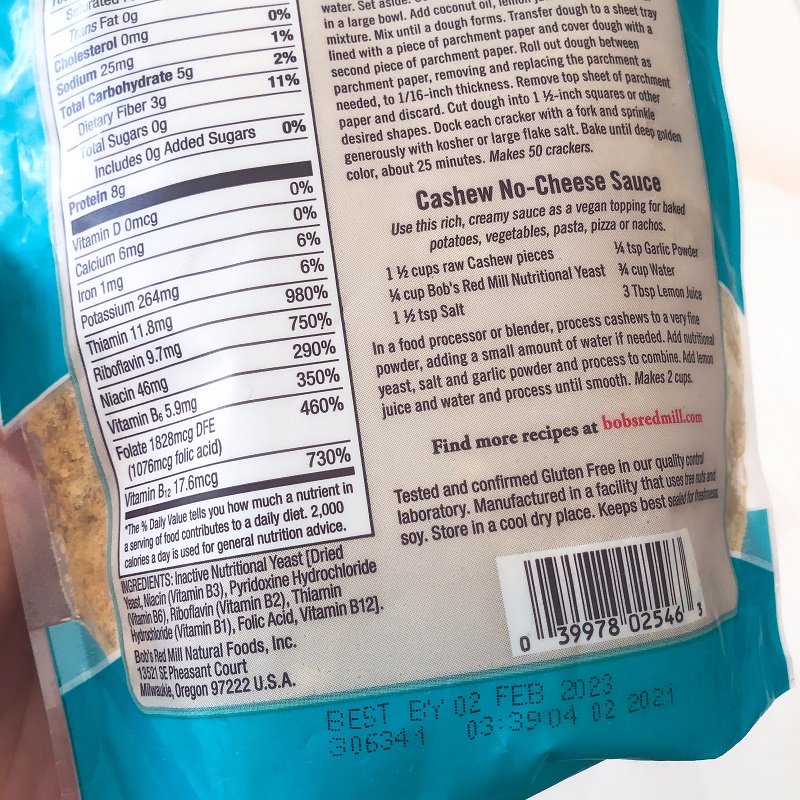 Saturated Fat
Trans Fat 0g
Cholesterol 0mg 0%
Sodium 25mg 1%
Total Carbohydrate 5g 2%
Dietary Fiber 3g 11%
Total Sugars 0g
Includes 0g Added Sugars 0%
Protein 8g
Vitamin D 0mcg 0%
Calcium 6mg 0%
Iron 1mg 6%
Potassium 264mg 6%
Thiamin 11.8mg 980%
Riboflavin 9.7mg 750%
Niacin 46mg 290%
Vitamin B6 5.9mg 350%
Folate 1828mcg DFE 460%
(1076mcg folic acid)
Vitamin B12 17.6mcg 730%
*The % Daily Value tells you how much a nutrient in
a serving of food contributes to a daily diet. 2,000
calories a day is used for general nutrition advice.
INGREDIENTS: Inactive Nutritional Yeast [Dried
Yeast, Niacin (Vitamin B3), Pyridoxine Hydrochloride
(Vitamin B6), Riboflavin (Vitamin B2), Thiamin
Hydrochloride (Vitamin B1), Folic Acid, Vitamin B12].
Bob's Red Mill Natural Foods, Inc.
13521 SE Pheasant Court
Milwaukie, Oregon 97222 U.S.A.
water. Set aside.
in a large bowl. Add coconut oil, lemon
mixture. Mix until a dough forms. Transfer dough to a sheet tray
lined with a piece of parchment paper and cover dough with a
second piece of parchment paper. Roll out dough between
parchment paper, removing and replacing the parchment as
needed, to 1/16-inch thickness. Remove top sheet of parchment
paper and discard. Cut dough into 1 ½-inch squares or other
desired shapes. Dock each cracker with a fork and sprinkle
generously with kosher or large flake salt. Bake until deep golden
color, about 25 minutes. Makes 50 crackers.
Cashew No-Cheese Sauce
Use this rich, creamy sauce as a vegan topping for baked
potatoes, vegetables, pasta, pizza or nachos.
1 ½ cups raw Cashew pieces
¼ cup Bob's Red Mill Nutritional Yeast
1 ½ tsp Salt
¼ tsp Garlic Powder
¾ cup Water
3 Tbsp Lemon Juice
In a food processor or blender, process cashews to a very fine
powder, adding a small amount of water if needed. Add nutritional
yeast, salt and garlic powder and process to combine. Add lemon
juice and water and process until smooth. Makes 2 cups.
Find more recipes at bobsredmill.com
Tested and confirmed Gluten Free in our quality control
laboratory. Manufactured in a facility that uses tree nuts and
soy. Store in a cool dry place. Keeps best sealed for freshness.
0 39978 02546 3
BEST BY 02 FEB 2023
306341 03:39 04 02 2021